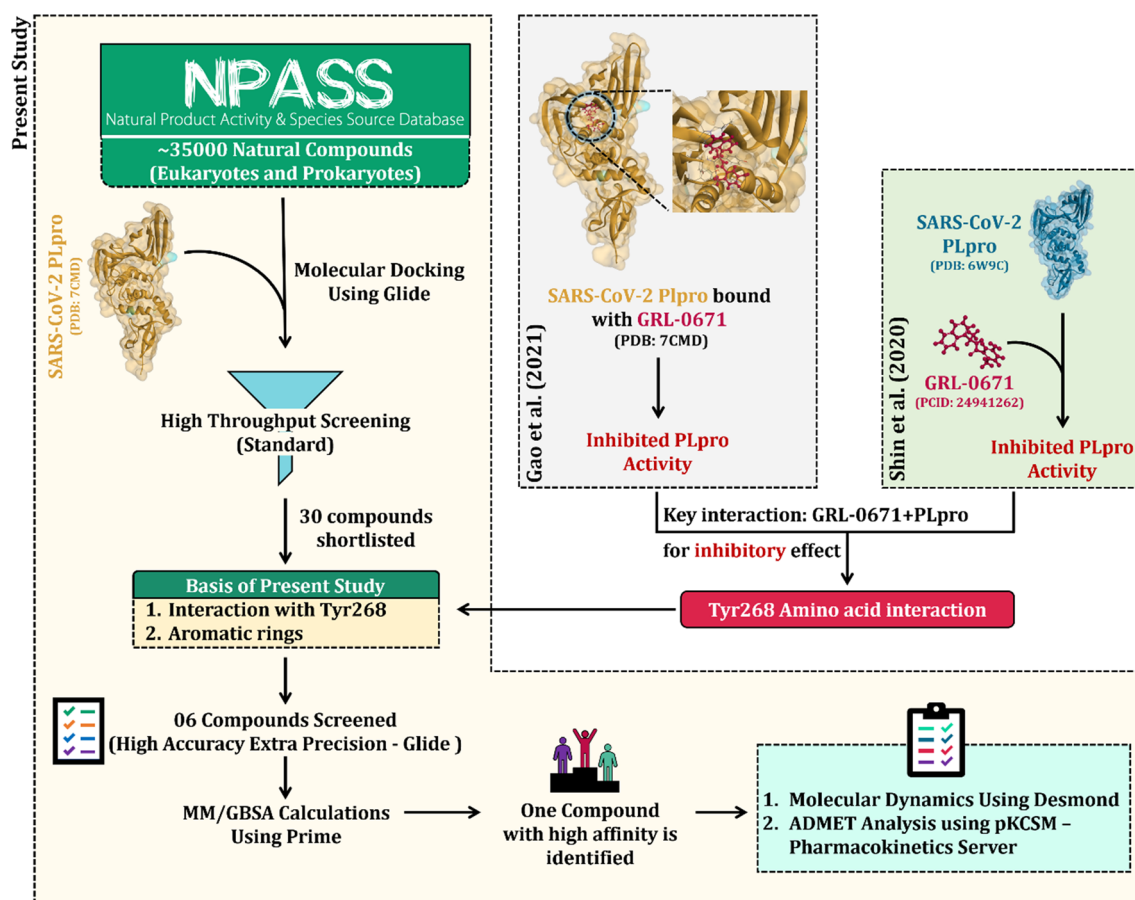 Present Study
NPASS
Natural Product Activity & Species Source Database
~35000 Natural Compounds
(Eukaryotes and Prokaryotes)
SARS-CoV-2 PLpro
(PDB: 7CMD)
Molecular Docking
Using Glide
High Throughput Screening
(Standard)
30 compounds
shortlisted
Basis of Present Study
1. Interaction with Tyr268
2. Aromatic rings
06 Compounds Screened
(High Accuracy Extra Precision - Glide )
MM/GBSA Calculations
Using Prime
One Compound
with high affinity is
identified
1. Molecular Dynamics Using Desmond
2. ADMET Analysis using pKCSM –
Pharmacokinetics Server
Gao et al. (2021)
SARS-CoV-2 Plpro bound
with GRL-0671
(PDB: 7CMD)
Inhibited PLpro
Activity
Shin et al. (2020)
SARS-CoV-2
PLpro
(PDB: 6W9C)
GRL-0671
(PCID: 24941262)
Inhibited PLpro
Activity
Key interaction: GRL-0671+PLpro
for inhibitory effect
Tyr268 Amino acid interaction